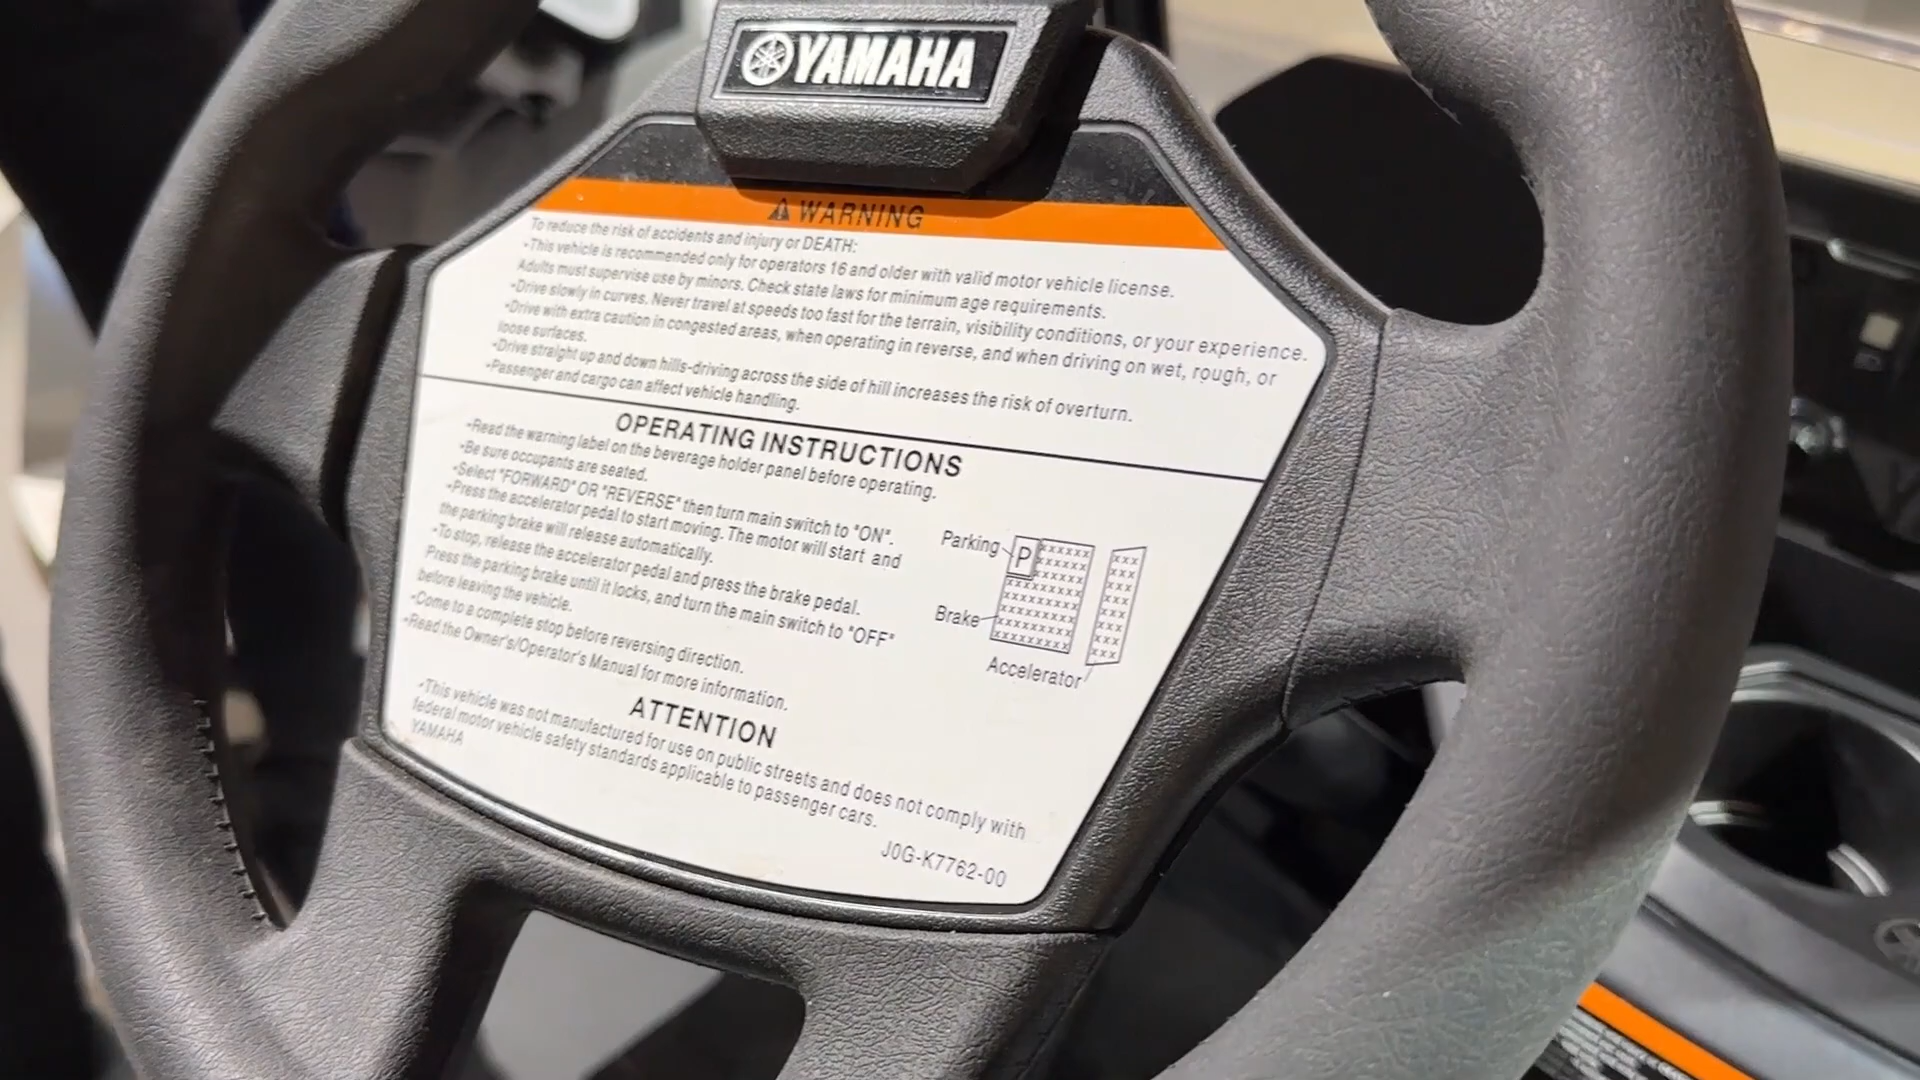 YAMAHA
WARNING
To reduce the risk of accidents and injury or DEATH:
•This vehicle is recommended only for operators 16 and older with valid motor vehicle license.
Adults must supervise use by minors. Check state laws for minimum age requirements.
•Drive slowly in curves. Never travel at speeds too fast for the terrain, visibility conditions, or your experience.
•Drive with extra caution in congested areas, when operating in reverse, and when driving on wet, rough, or
loose surfaces.
•Drive straight up and down hills-driving across the side of hill increases the risk of overturn.
•Passenger and cargo can affect vehicle handling.
OPERATING INSTRUCTIONS
•Read the warning label on the beverage holder panel before operating.
•Be sure occupants are seated.
•Select "FORWARD" OR "REVERSE" then turn main switch to "ON".
•Press the accelerator pedal to start moving. The motor will start and
the parking brake will release automatically.
•To stop, release the accelerator pedal and press the brake pedal.
Press the parking brake until it locks, and turn the main switch to "OFF"
before leaving the vehicle.
•Come to a complete stop before reversing direction.
•Read the Owner's/Operator's Manual for more information.
Parking
P
Brake
Accelerator
ATTENTION
•This vehicle was not manufactured for use on public streets and does not comply with
federal motor vehicle safety standards applicable to passenger cars.
YAMAHA
J0G-K7762-00